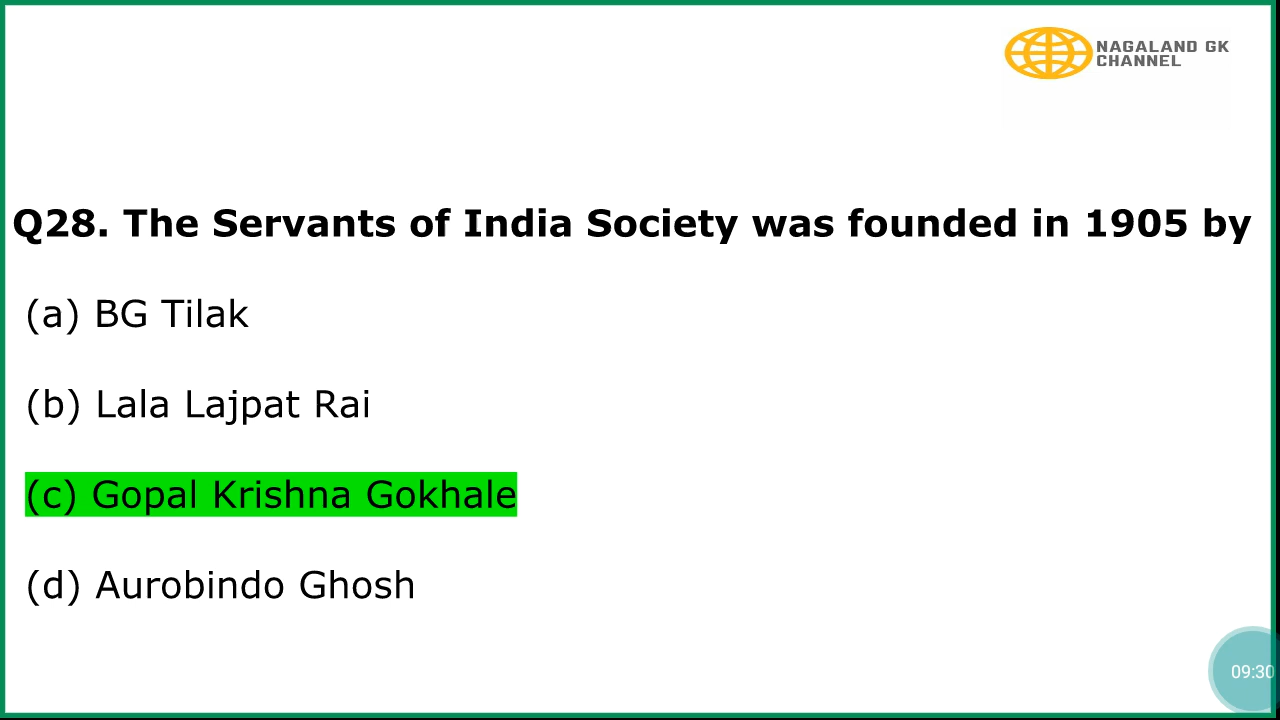 NAGALAND GK
CHANNEL
Q28. The Servants of India Society was founded in 1905 by
(a) BG Tilak
(b) Lala Lajpat Rai
(c) Gopal Krishna Gokhale
(d) Aurobindo Ghosh
09:30